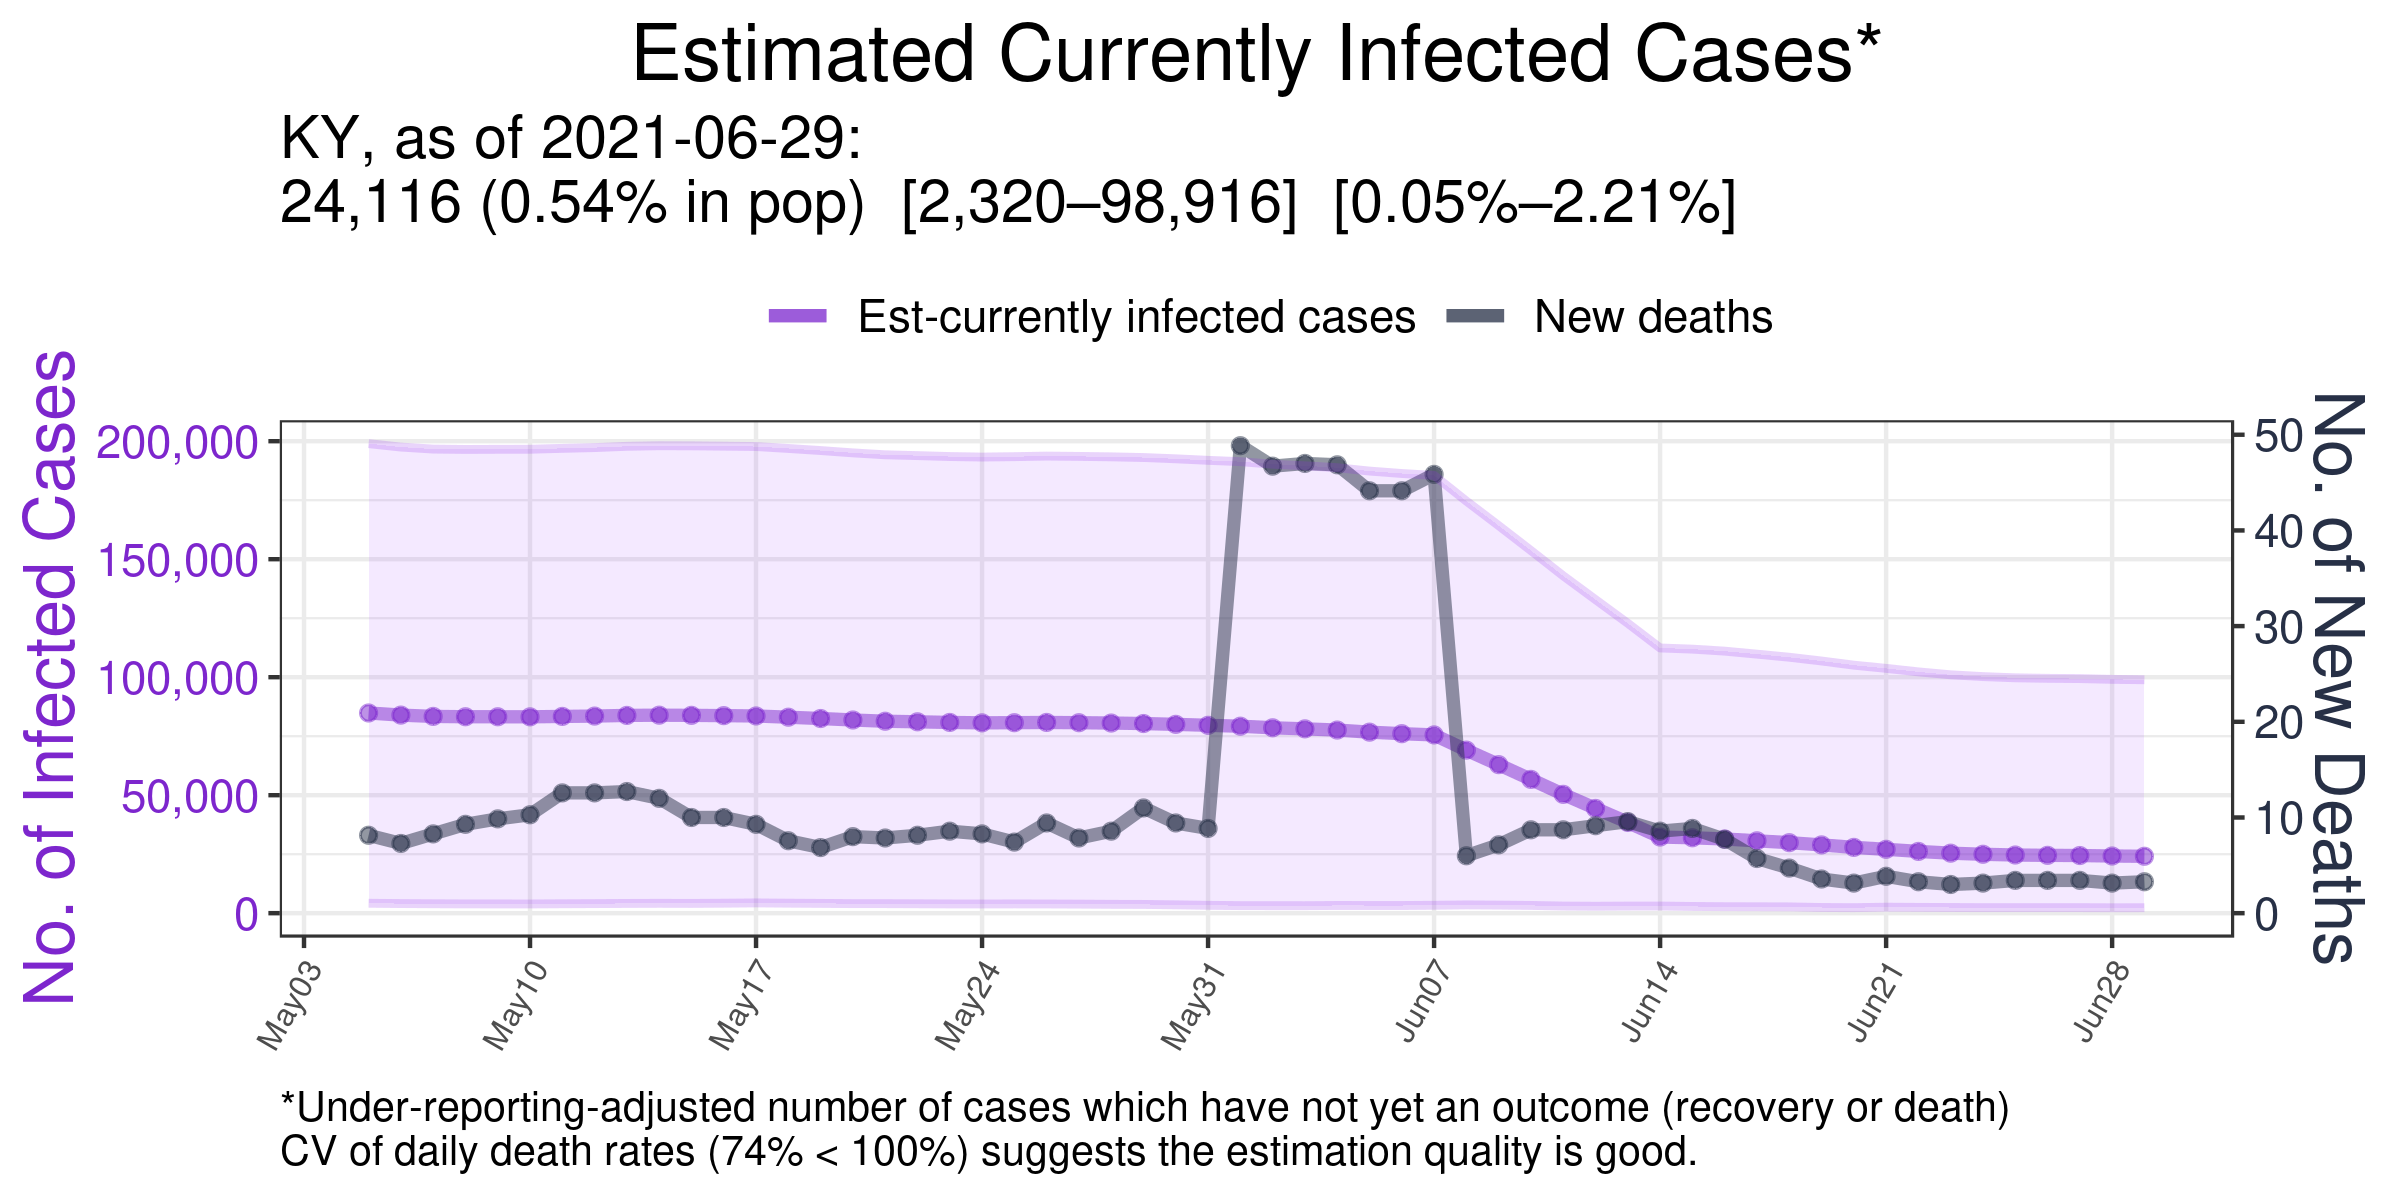 Estimated Currently Infected Cases*
KY, as of 2021-06-29:
24,116 (0.54% in pop)  [2,320–98,916]  [0.05%–2.21%]
Est-currently infected cases
New deaths
No. of Infected Cases
200,000
150,000
100,000
50,000
0
50
40
30
20
10
0
No. of New Deaths
May03
May10
May17
May24
May31
Jun07
Jun14
Jun21
Jun28
*Under-reporting-adjusted number of cases which have not yet an outcome (recovery or death)
CV of daily death rates (74% < 100%) suggests the estimation quality is good.